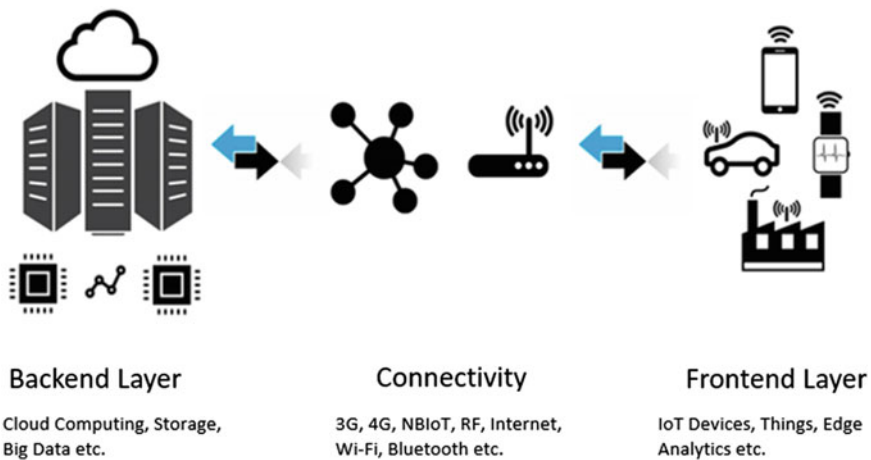 Backend Layer
Cloud Computing, Storage,
Big Data etc.
Connectivity
3G, 4G, NBIoT, RF, Internet,
Wi-Fi, Bluetooth etc.
Frontend Layer
IoT Devices, Things, Edge
Analytics etc.